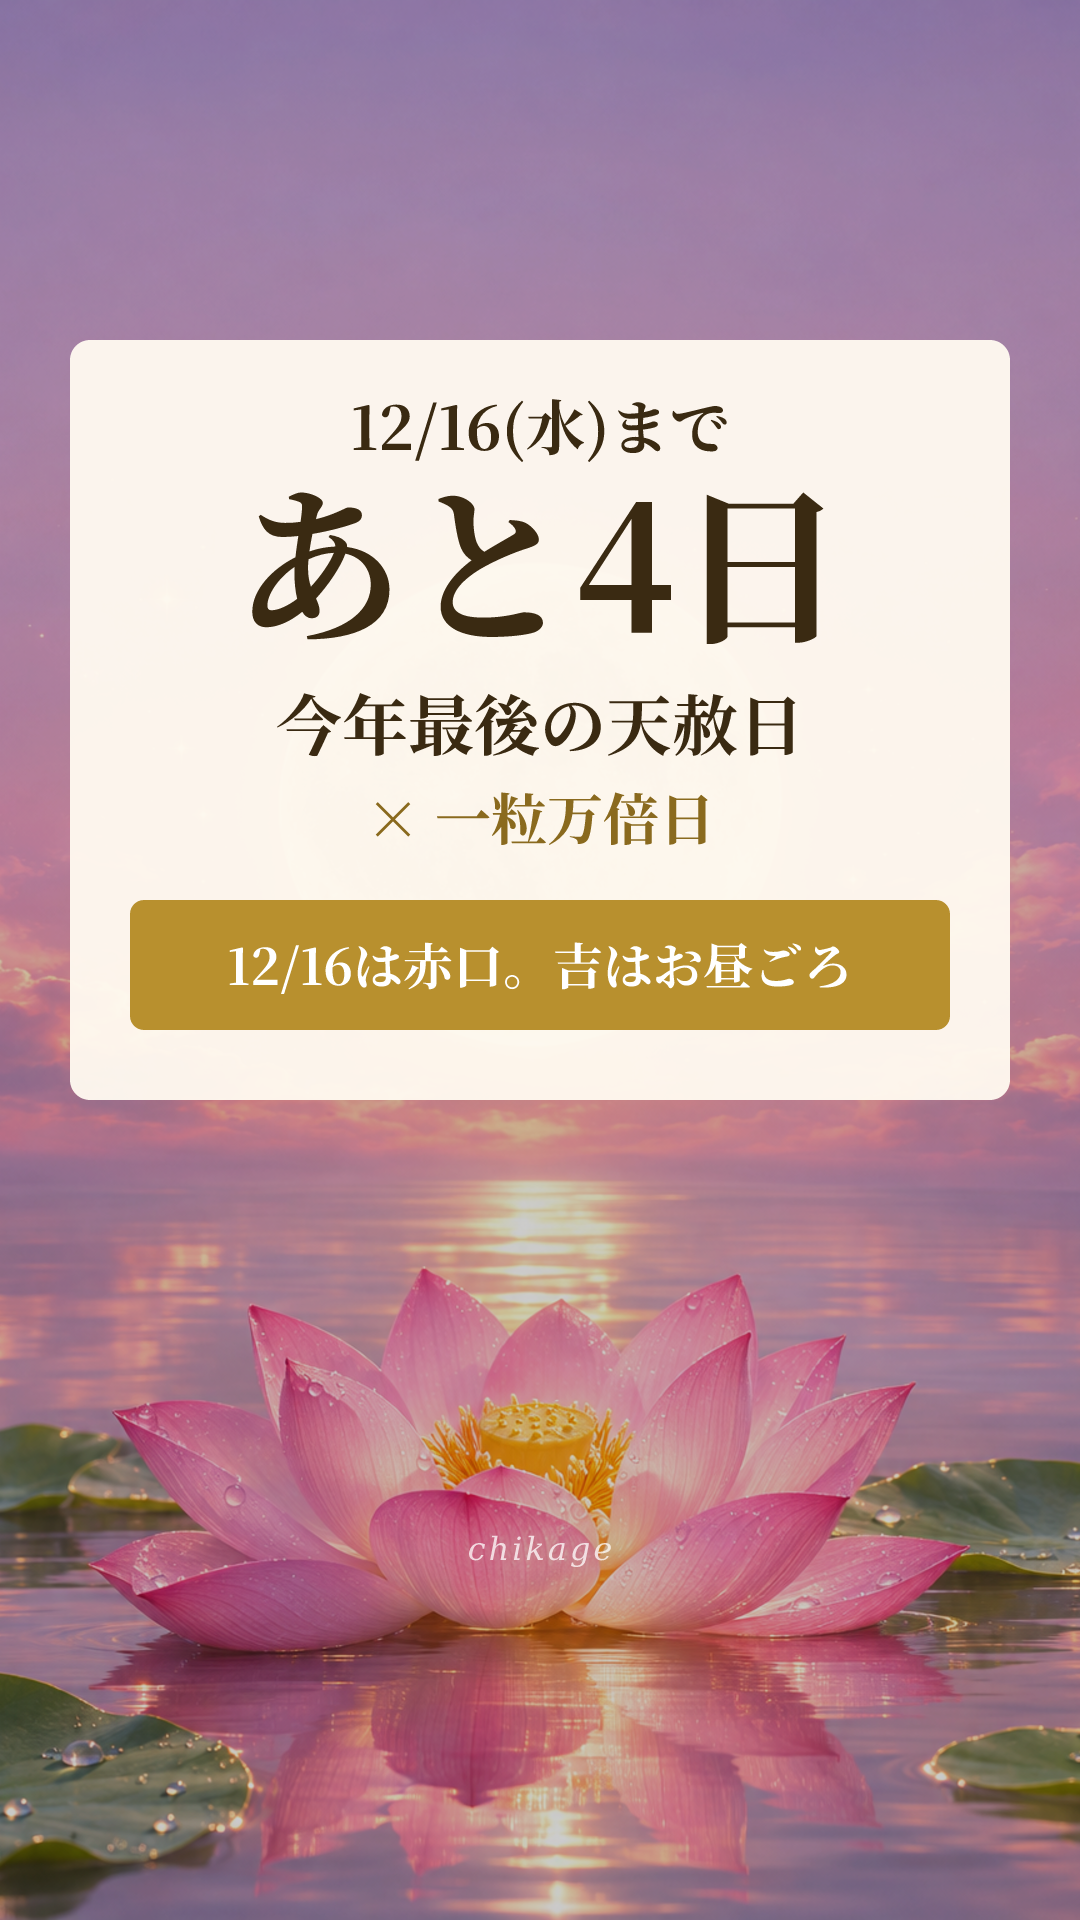 12/16(水)まで
あと4日
今年最後の天赦日
× 一粒万倍日
12/16は赤口。吉はお昼ごろ
chikage